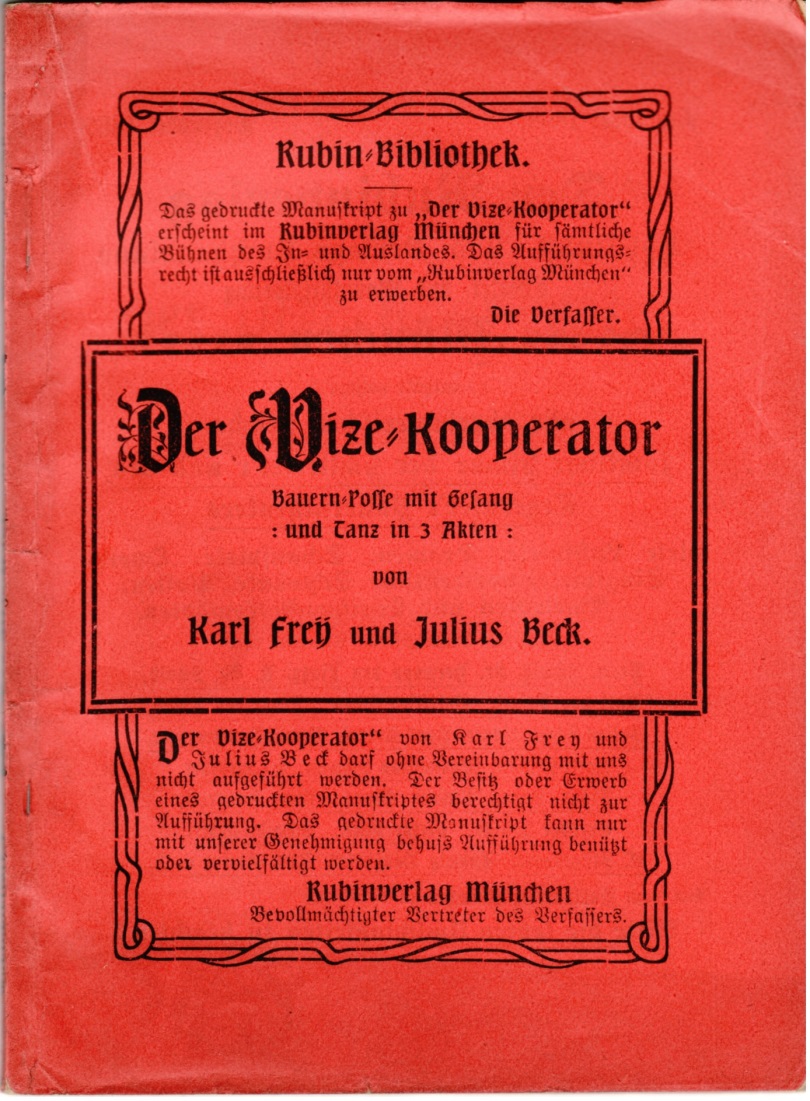 Rubin-Bibliothek.
Das gedruckte Manuskript zu „Der Vize-Kooperator“
erscheint im Rubinverlag München für sämtliche
Bühnen des In- und Auslandes. Das Aufführungs-
recht ist ausschließlich nur vom „Rubinverlag München“
zu erwerben.
Die Verfasser.
Der Vize-Kooperator
Bauern-Posse mit Gesang
: und Tanz in 3 Akten :
von
Karl Frey und Julius Beck.
Der Vize-Kooperator“ von Karl Frey und
Julius Beck darf ohne Vereinbarung mit uns
nicht aufgeführt werden. Der Besitz oder Erwerb
eines gedruckten Manuskriptes berechtigt nicht zur
Aufführung. Das gedruckte Manuskript kann nur
mit unserer Genehmigung behufs Aufführung benützt
oder vervielfältigt werden.
Rubinverlag München
Bevollmächtigter Vertreter des Verfassers.